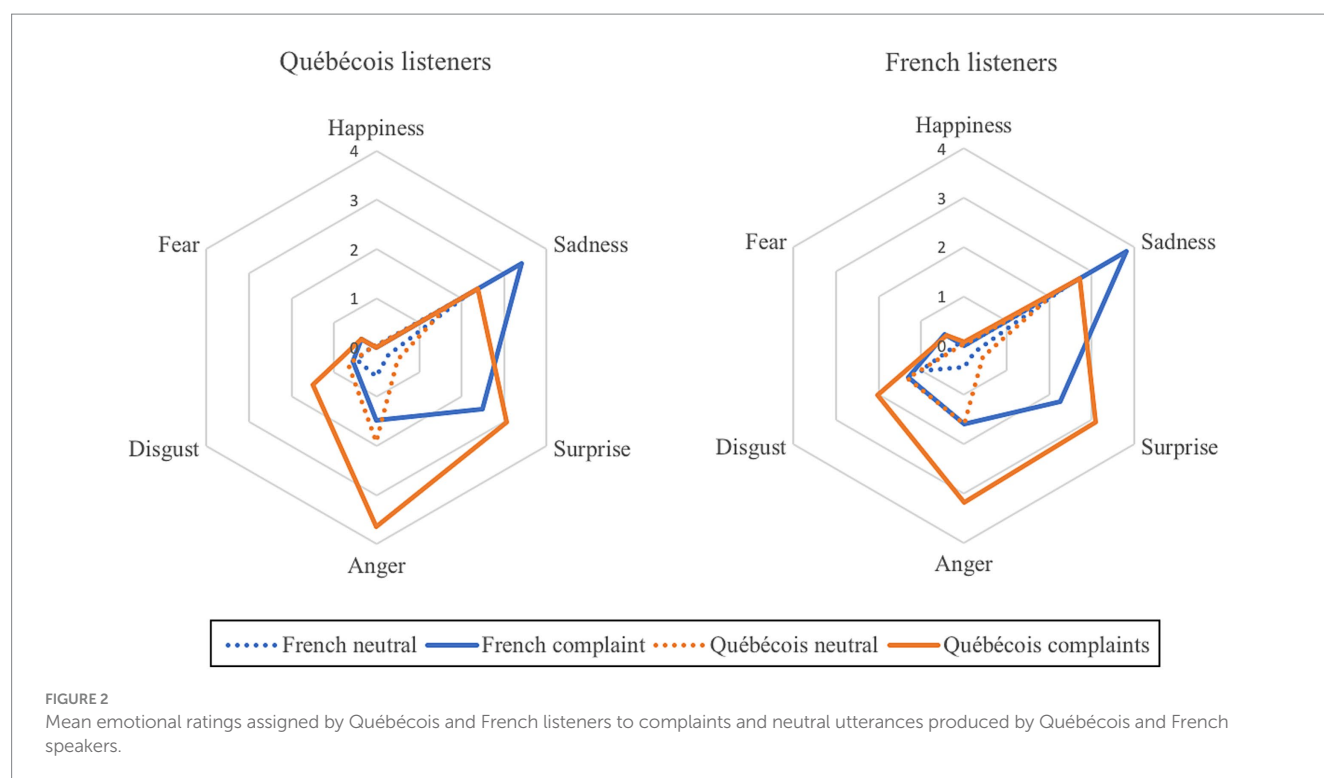 Québécois listeners
French listeners
Happiness
4
3
2
1
0
Fear
Sadness
Disgust
Surprise
Anger
Happiness
4
3
2
1
0
Fear
Sadness
Disgust
Surprise
Anger
French neutral French complaint Québécois neutral Québécois complaints
FIGURE 2
Mean emotional ratings assigned by Québécois and French listeners to complaints and neutral utterances produced by Québécois and French
speakers.